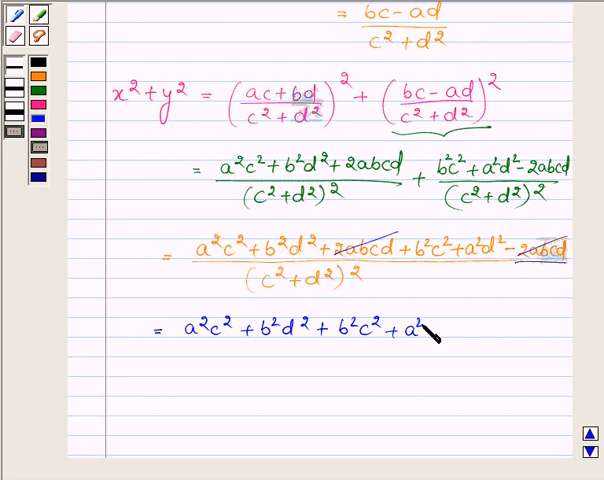 = bc - ad / c² + d²
x² + y² = (ac + bd / c² + d²)² + (bc - ad / c² + d²)²
= a²c² + b²d² + 2abcd / (c² + d²)² + b²c² + a²d² - 2abcd / (c² + d²)²
= a²c² + b²d² + 2abcd + b²c² + a²d² - 2abcd / (c² + d²)²
= a²c² + b²d² + b²c² + a²